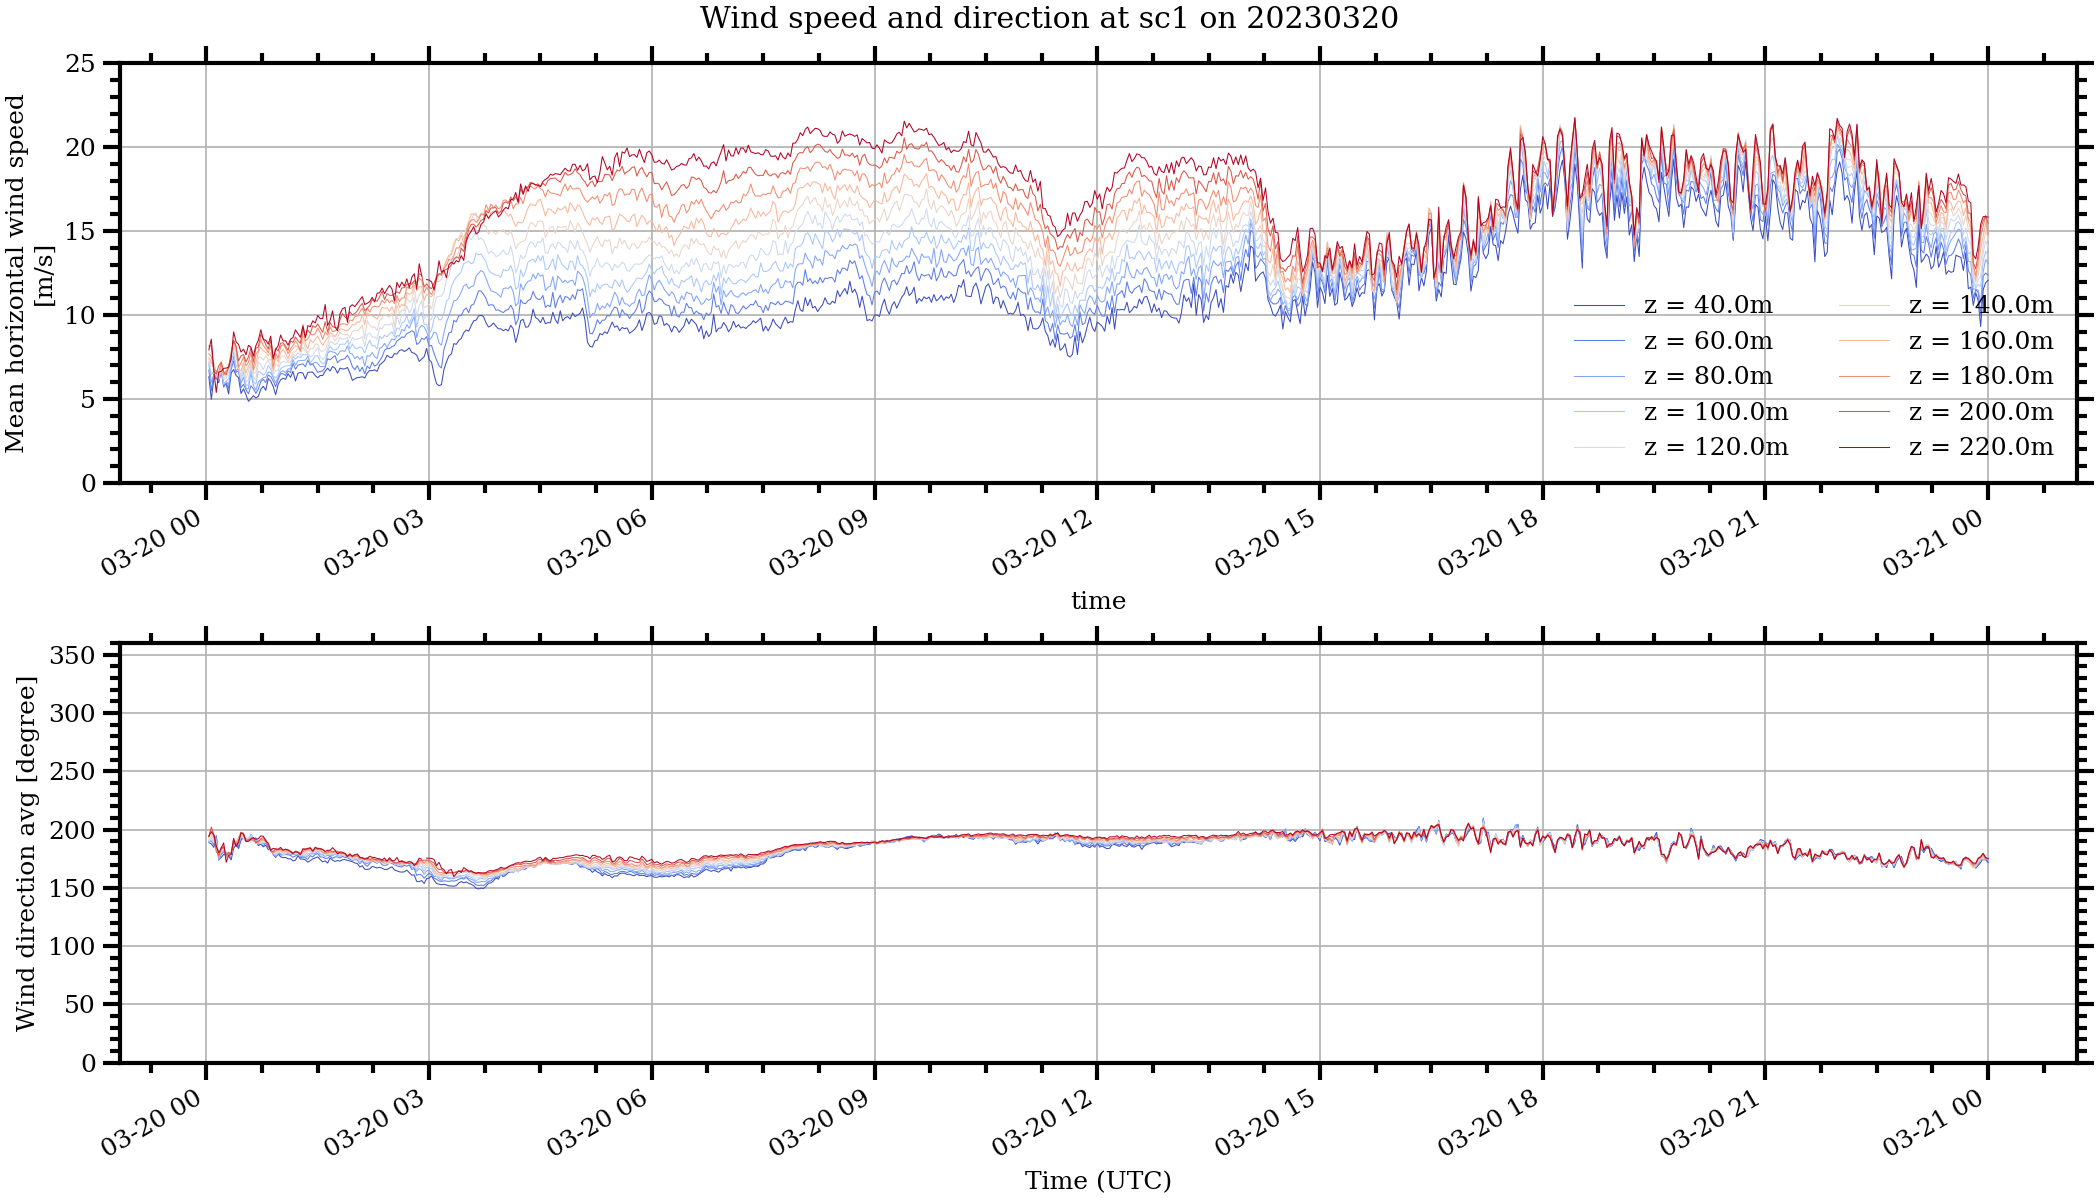 Wind speed and direction at sc1 on 20230320
Mean horizontal wind speed
[m/s]
25
20
15
10
5
0
z = 40.0m
z = 60.0m
z = 80.0m
z = 100.0m
z = 120.0m
z = 140.0m
z = 160.0m
z = 180.0m
z = 200.0m
z = 220.0m
03-20 00
03-20 03
03-20 06
03-20 09
03-20 12
03-20 15
03-20 18
03-20 21
03-21 00
time
Wind direction avg [degree]
350
300
250
200
150
100
50
0
03-20 00
03-20 03
03-20 06
03-20 09
03-20 12
03-20 15
03-20 18
03-20 21
03-21 00
Time (UTC)